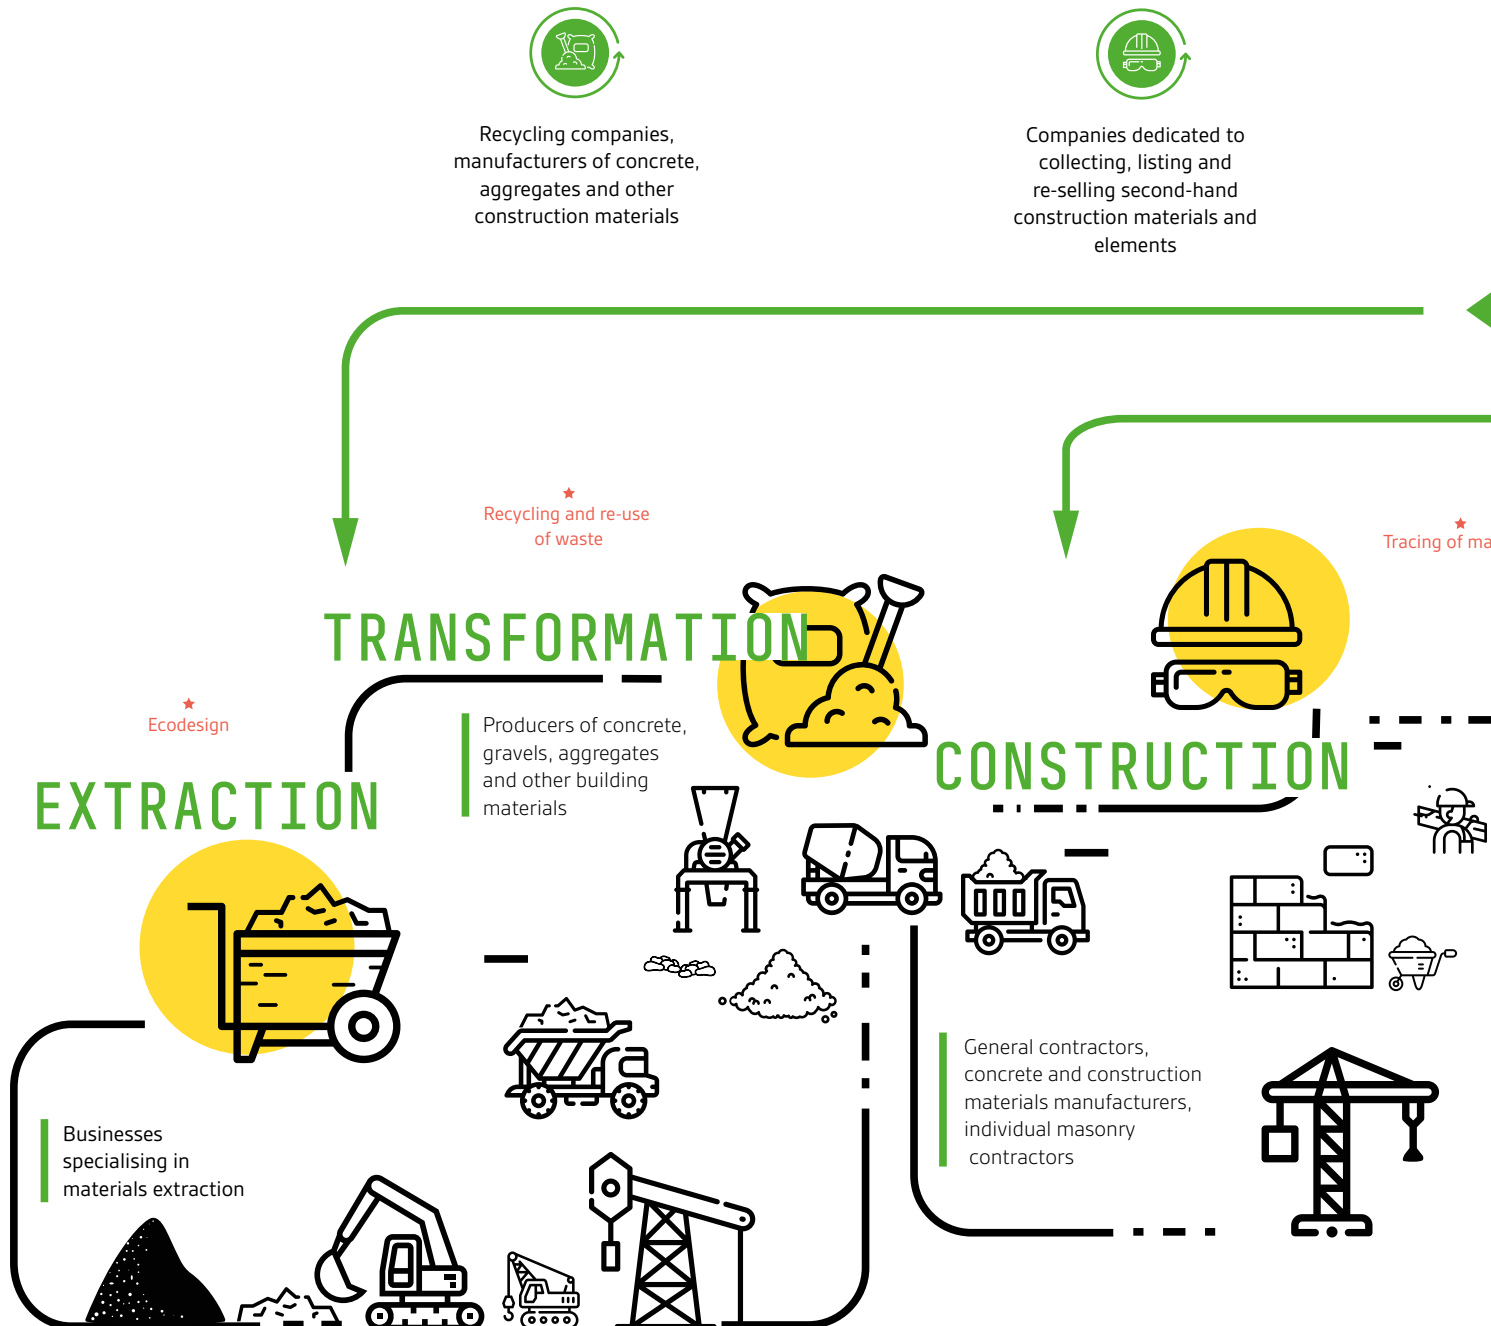 Recycling companies,
manufacturers of concrete,
aggregates and other
construction materials
Companies dedicated to
collecting, listing and
re-selling second-hand
construction materials and
elements
Recycling and re-use
of waste
Tracing of
TRANSFORMATION
Ecodesign
Producers of concrete,
gravels, aggregates
and other building
materials
CONSTRUCTION
EXTRACTION
General contractors,
concrete and construction
materials manufacturers,
individual masonry
contractors
Businesses
specialising in
materials extraction